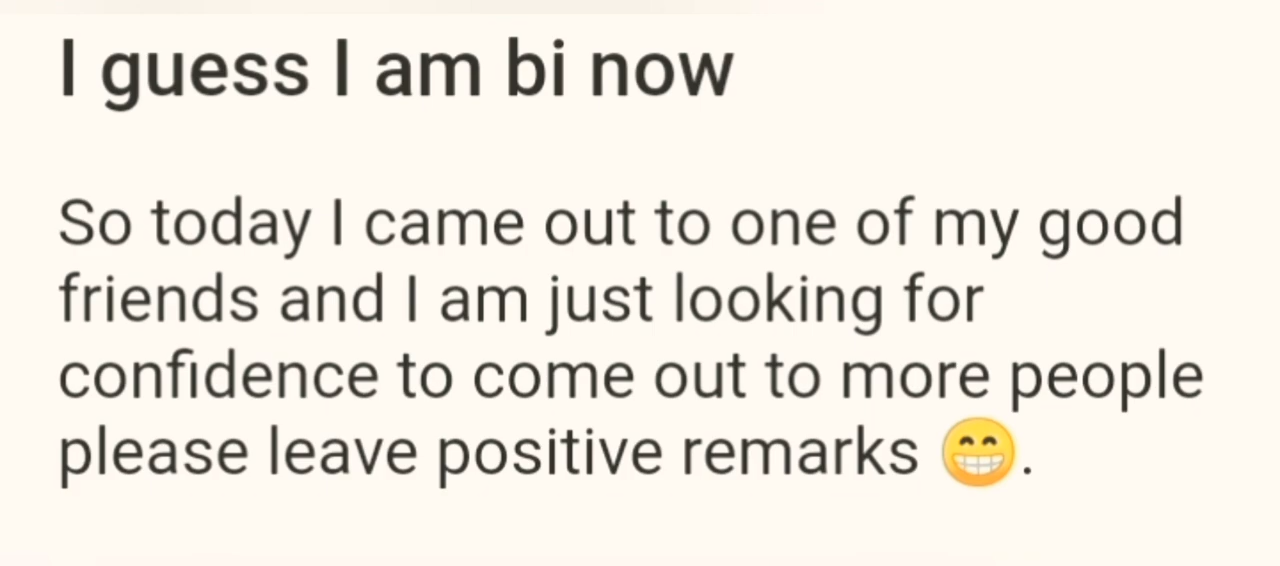 I guess I am bi now
So today I came out to one of my good
friends and I am just looking for
confidence to come out to more people
please leave positive remarks 😁.